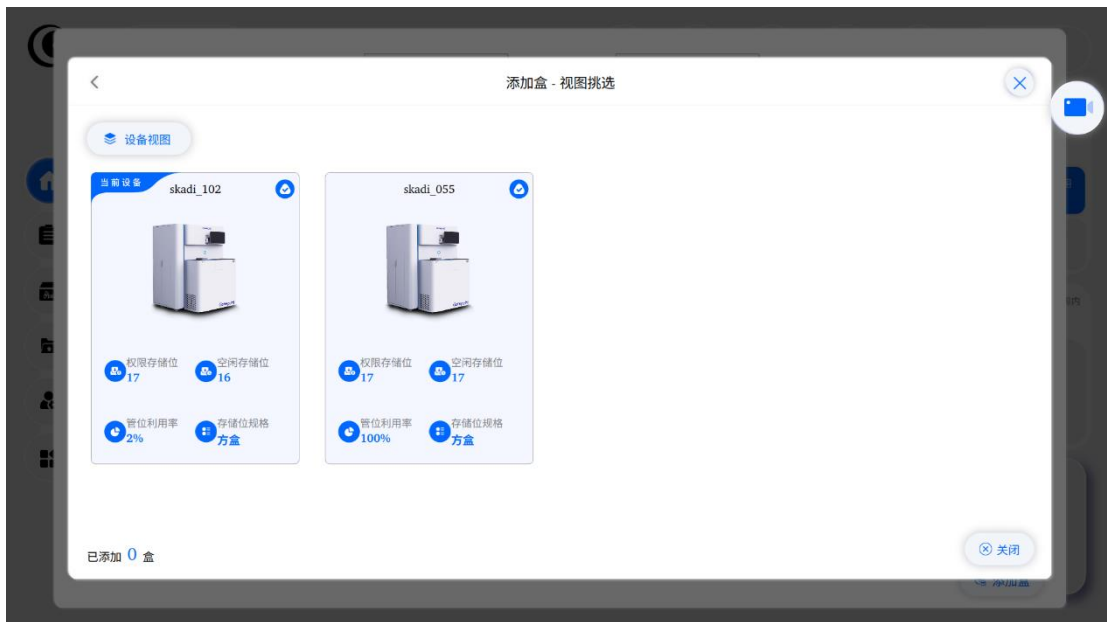 添加盒 - 视图挑选
设备视图
当前设备
skadi_102
skadi_055
权限存储位
17
空闲存储位
16
权限存储位
17
空闲存储位
17
管位利用率
2%
存储位规格
方盒
管位利用率
100%
存储位规格
方盒
已添加 0 盒
关闭
添加盒